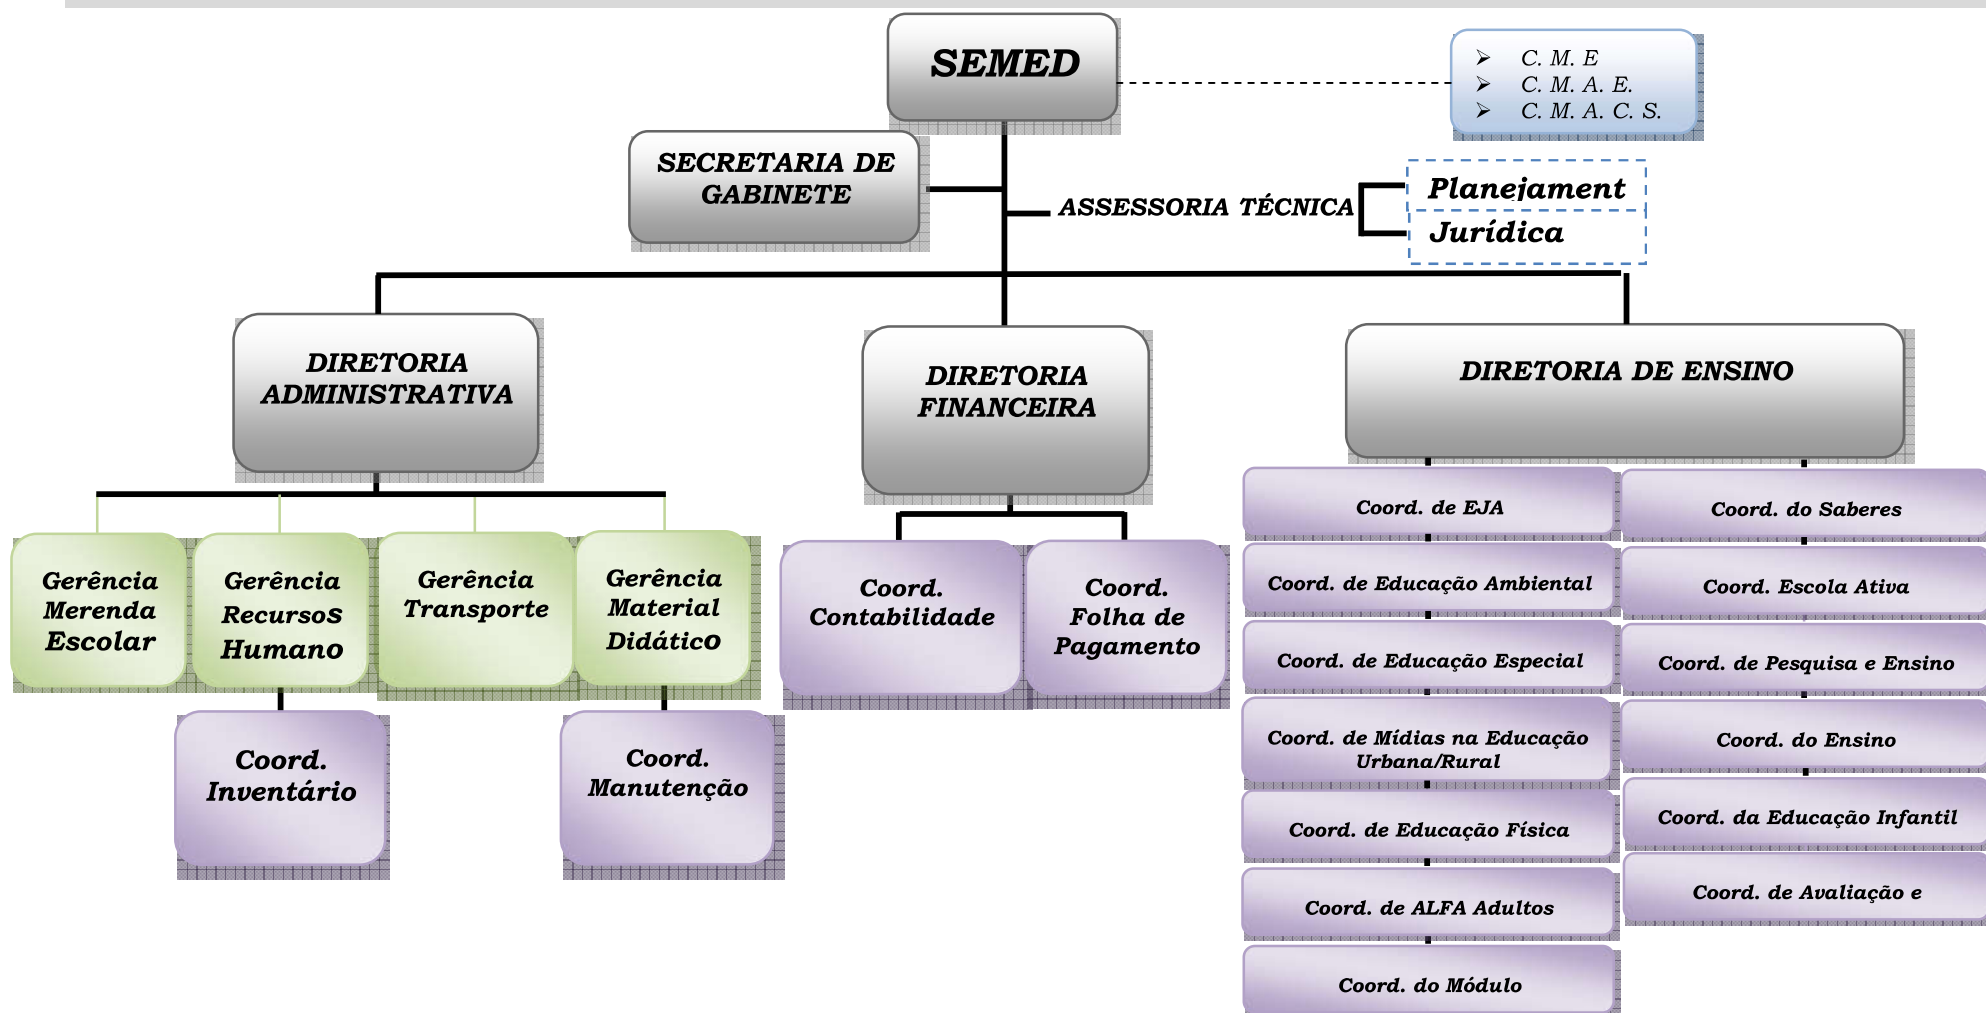 SEMED
C. M. E
C. M. A. E.
C. M. A. C. S.
SECRETARIA DE
GABINETE
ASSESSORIA TÉCNICA
Planejament
Jurídica
DIRETORIA
ADMINISTRATIVA
DIRETORIA
FINANCEIRA
DIRETORIA DE ENSINO
Gerência
Merenda
Escolar
Gerência
Recursos
Humano
Gerência
Transporte
Gerência
Material
Didático
Coord.
Inventário
Coord.
Manutenção
Coord.
Contabilidade
Coord.
Folha de
Pagamento
Coord. de EJA
Coord. de Educação Ambiental
Coord. de Educação Especial
Coord. de Mídias na Educação
Urbana/Rural
Coord. de Educação Física
Coord. de ALFA Adultos
Coord. do Módulo
Coord. do Saberes
Coord. Escola Ativa
Coord. de Pesquisa e Ensino
Coord. do Ensino
Coord. da Educação Infantil
Coord. de Avaliação e